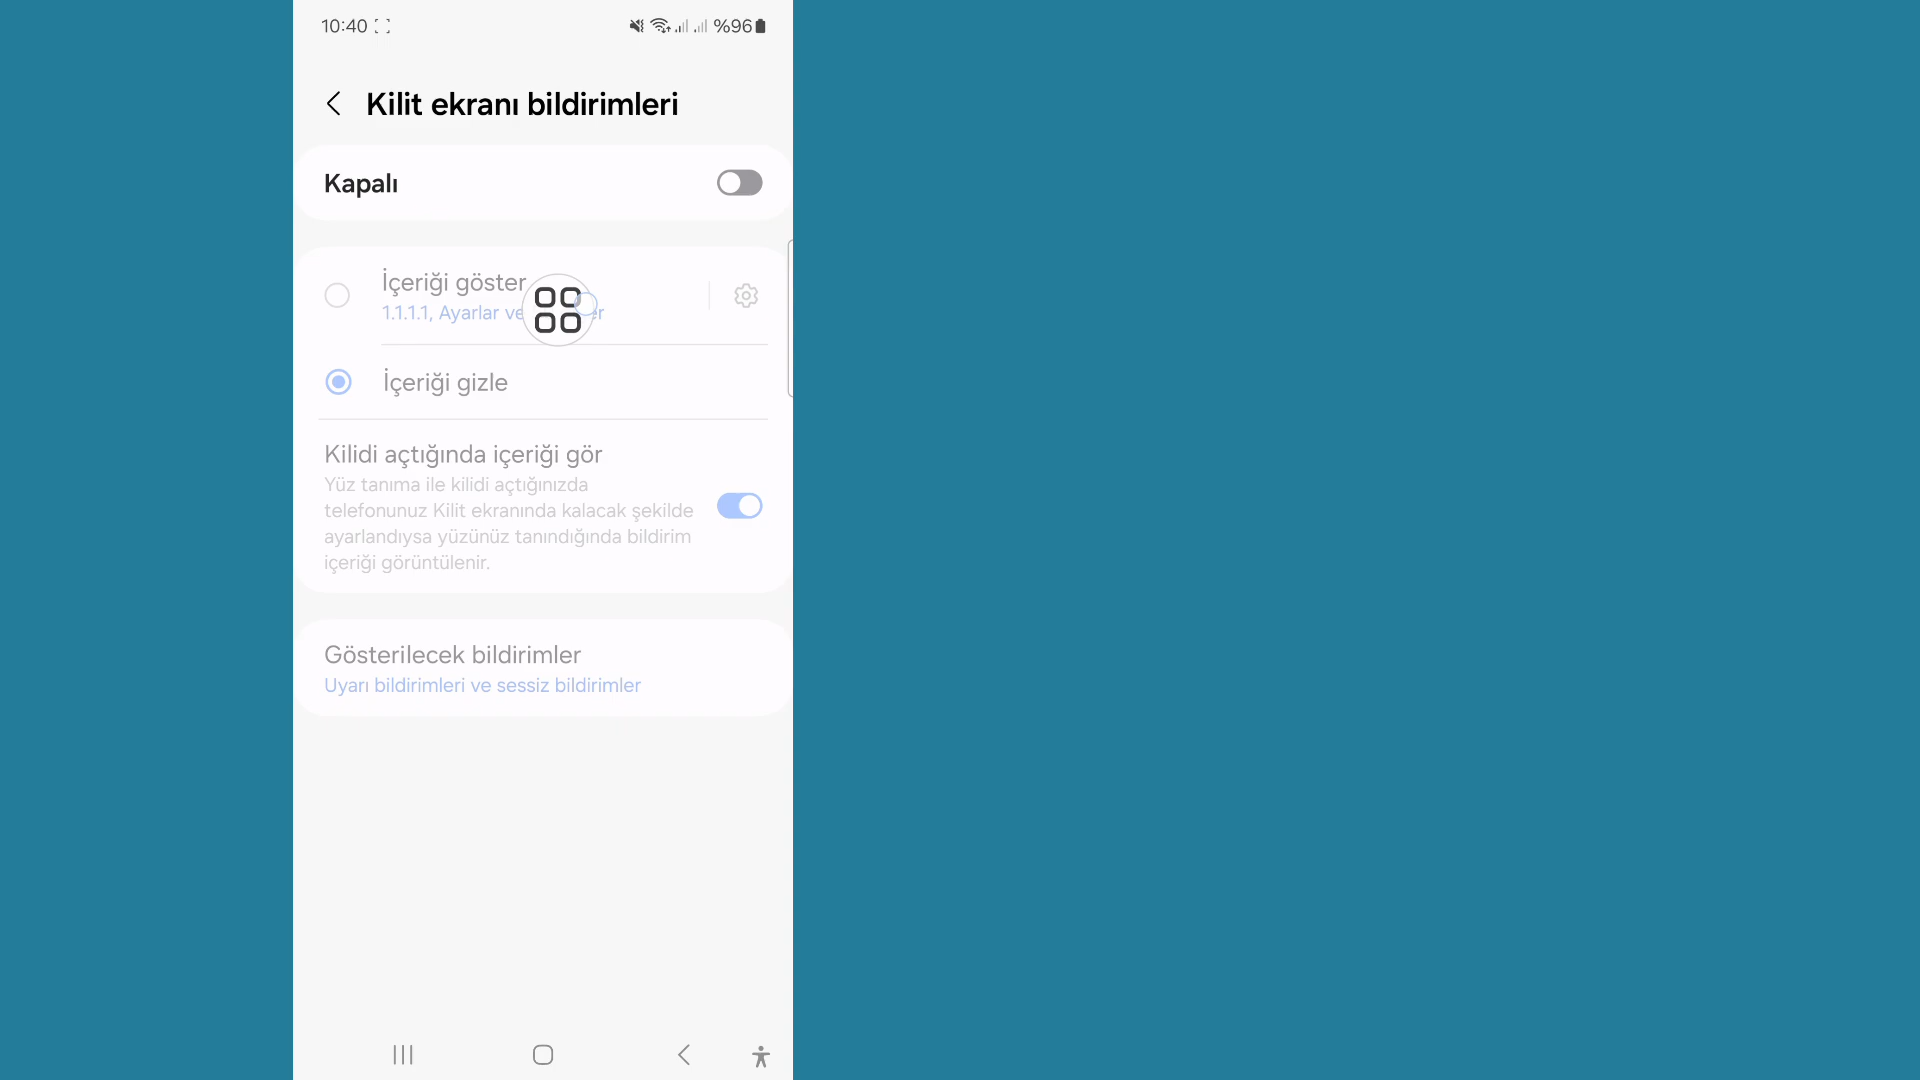 10:40
%96
Kilit ekranı bildirimleri
Kapalı
İçeriği göster
1.1.1.1, Ayarlar ve
İçeriği gizle
Kilidi açtığında içeriği gör
Yüz tanıma ile kilidi açtığınızda
telefonunuz Kilit ekranında kalacak şekilde
ayarlandıysa yüzünüz tanındığında bildirim
içeriği görüntülenir.
Gösterilecek bildirimler
Uyarı bildirimleri ve sessiz bildirimler